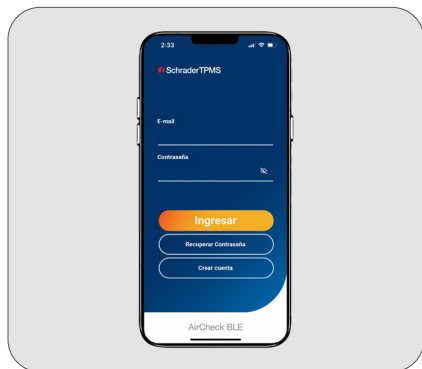 2:33
SchraderTPMS
E-mail
Contraseña
Ingresar
Recuperar Contraseña
Crear cuenta
AirCheck BLE